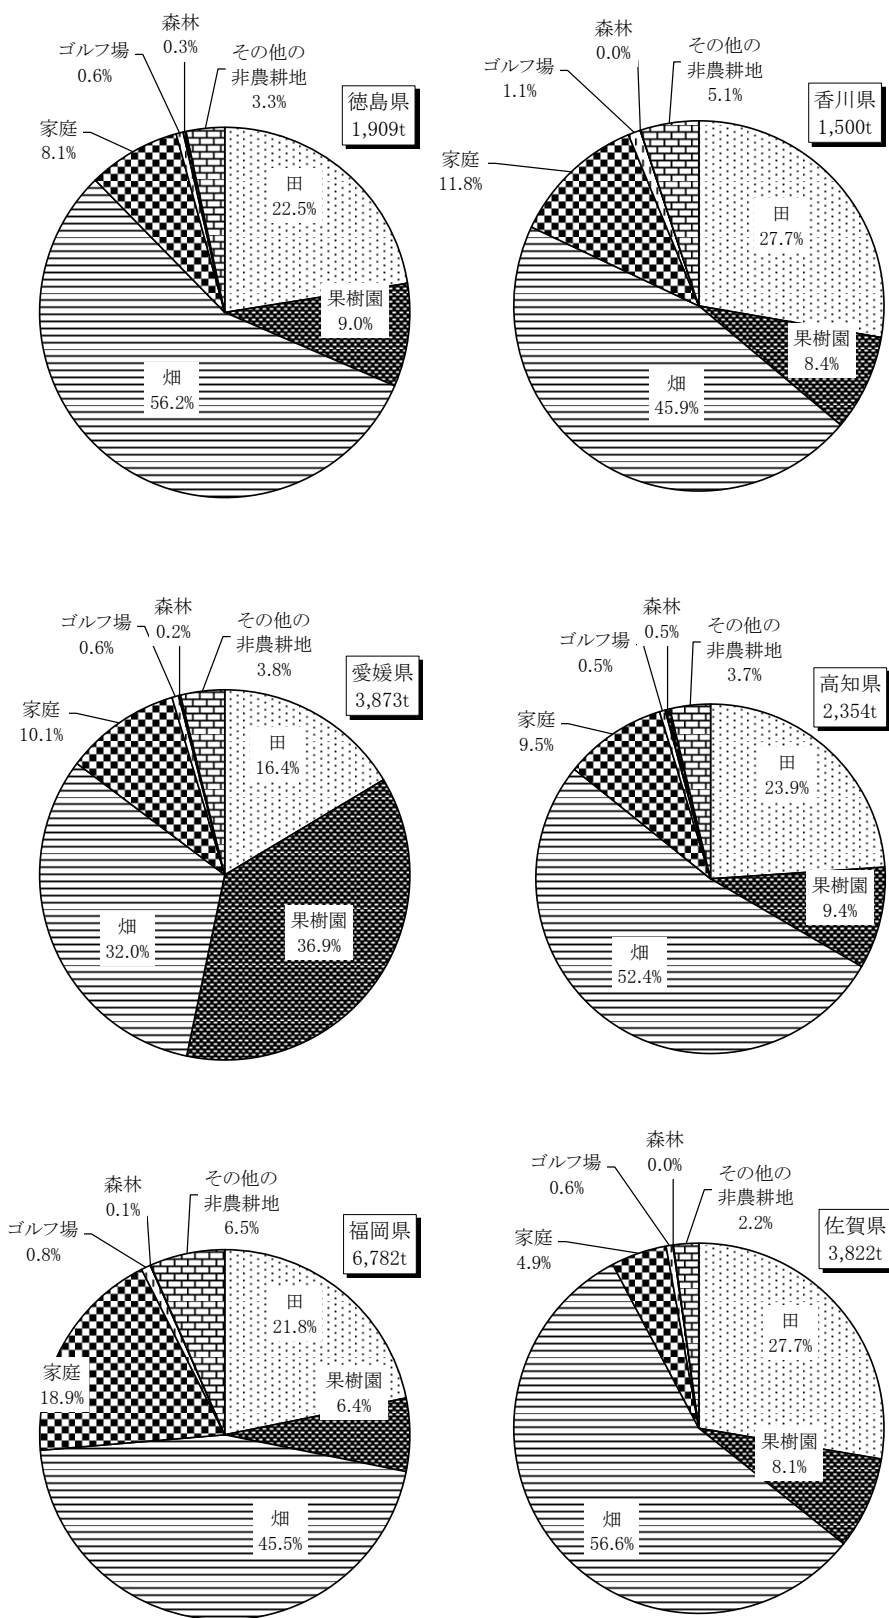 森林
0.3%
ゴルフ場
0.6%
その他の
非農耕地
3.3%
徳島県
1,909t
家庭
8.1%
田
22.5%
果樹園
9.0%
畑
56.2%
森林
0.0%
ゴルフ場
1.1%
その他の
非農耕地
5.1%
香川県
1,500t
家庭
11.8%
田
27.7%
果樹園
8.4%
畑
45.9%
森林
0.2%
ゴルフ場
0.6%
その他の
非農耕地
3.8%
愛媛県
3,873t
家庭
10.1%
田
16.4%
果樹園
36.9%
畑
32.0%
森林
0.5%
ゴルフ場
0.5%
その他の
非農耕地
3.7%
高知県
2,354t
家庭
9.5%
田
23.9%
果樹園
9.4%
畑
52.4%
森林
0.1%
ゴルフ場
0.8%
その他の
非農耕地
6.5%
福岡県
6,782t
家庭
18.9%
田
21.8%
果樹園
6.4%
畑
45.5%
森林
0.0%
ゴルフ場
0.6%
その他の
非農耕地
2.2%
佐賀県
3,822t
家庭
4.9%
田
27.7%
果樹園
8.1%
畑
56.6%